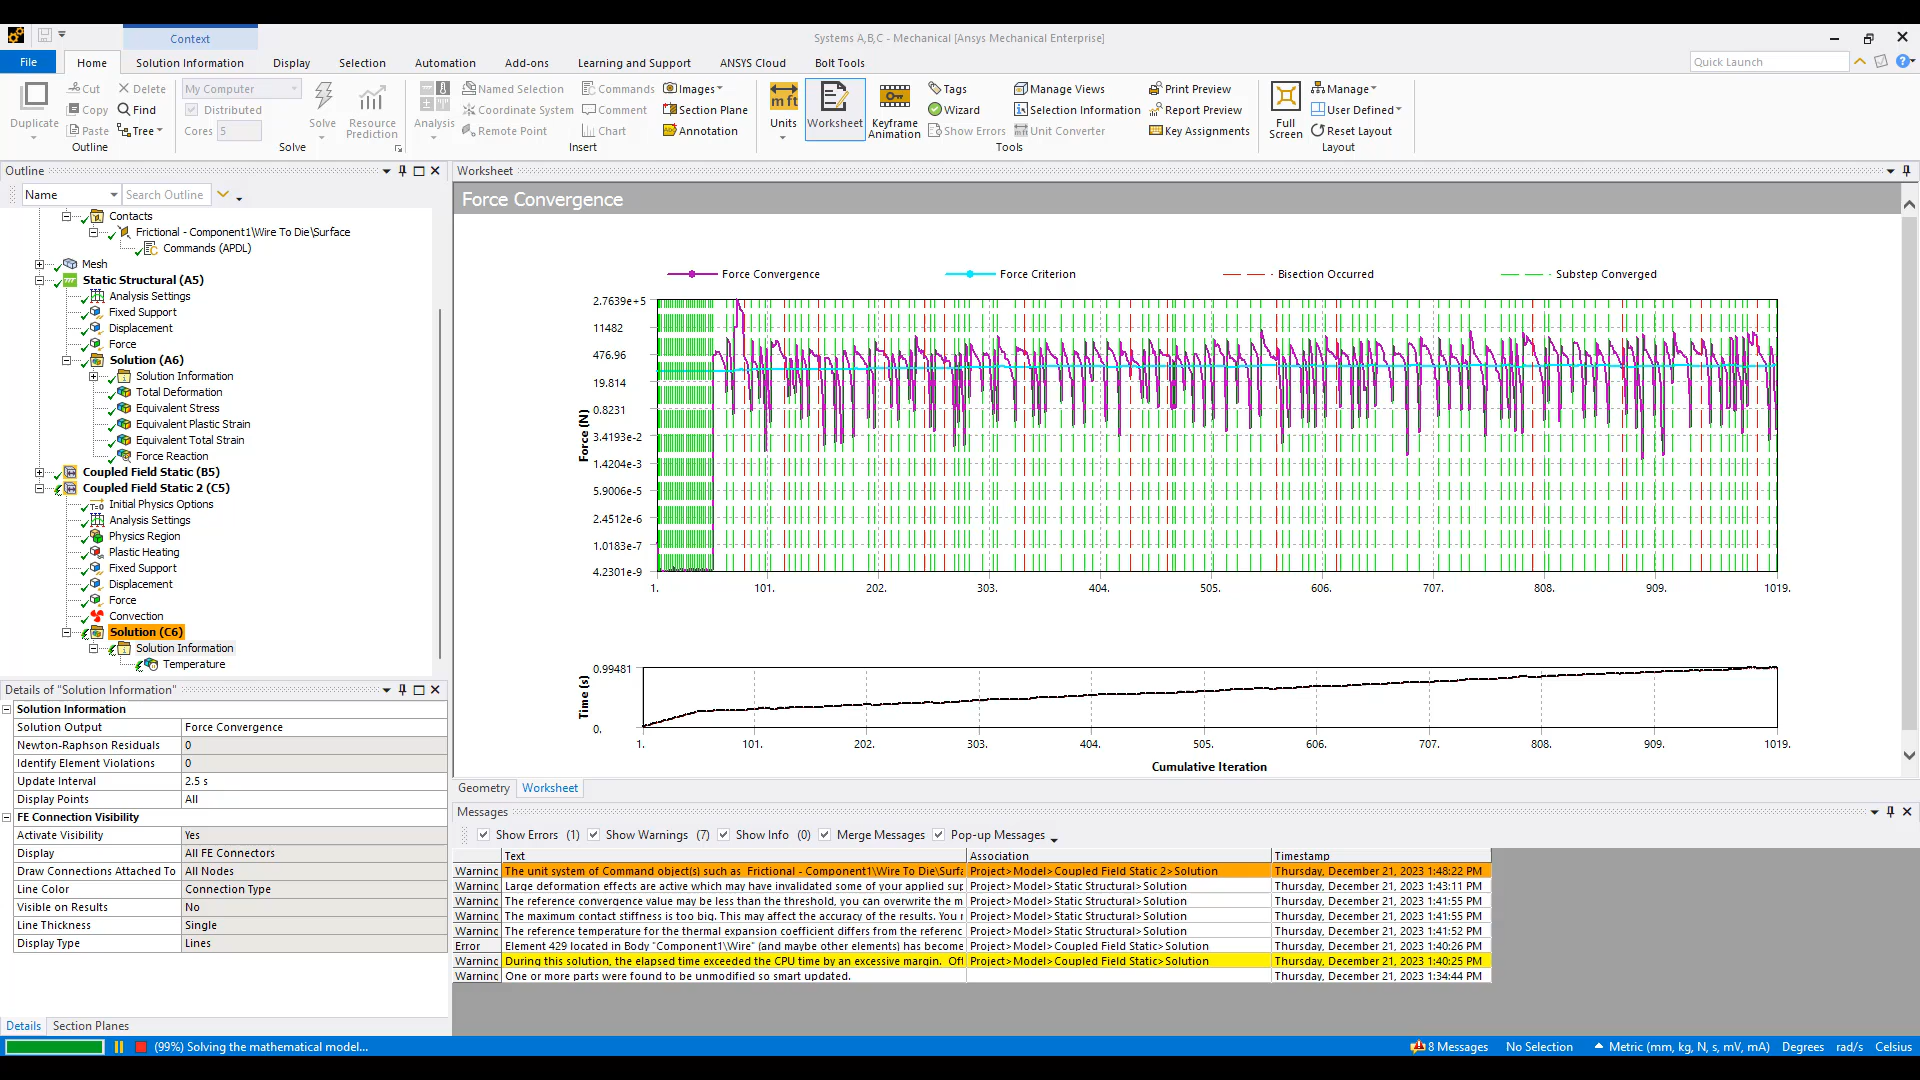 Context
Systems A,B,C - Mechanical [Ansys Mechanical Enterprise]
File Home Solution Information Display Selection Automation Add-ons Learning and Support ANSYS Cloud Bolt Tools Quick Launch
Duplicate
Cut
Copy
Paste
Delete
Find
Tree
Outline
My Computer
Distributed
Cores 5
Solve
Resource Prediction
Solve
Analysis
Named Selection
Coordinate System
Remote Point
Commands
Comment
Chart
Images
Section Plane
Annotation
Insert
Units
Worksheet
Keyframe Animation
Tags
Wizard
Show Errors
Manage Views
Selection Information
Unit Converter
Print Preview
Report Preview
Key Assignments
Tools
Full Screen
Manage
User Defined
Reset Layout
Layout
Outline
Name Search Outline
Contacts
Frictional - Component1\Wire To Die\Surface
Commands (APDL)
Mesh
Static Structural (A5)
Analysis Settings
Fixed Support
Displacement
Force
Solution (A6)
Solution Information
Total Deformation
Equivalent Stress
Equivalent Plastic Strain
Equivalent Total Strain
Force Reaction
Coupled Field Static (B5)
Coupled Field Static 2 (C5)
Initial Physics Options
Analysis Settings
Physics Region
Plastic Heating
Fixed Support
Displacement
Force
Convection
Solution (C6)
Solution Information
Temperature
Details of "Solution Information"
Solution Information
Solution Output Force Convergence
Newton-Raphson Residuals 0
Identify Element Violations 0
Update Interval 2.5 s
Display Points All
FE Connection Visibility
Activate Visibility Yes
Display All FE Connectors
Draw Connections Attached To All Nodes
Line Color Connection Type
Visible on Results No
Line Thickness Single
Display Type Lines
Details Section Planes
Worksheet
Force Convergence
Force Convergence Force Criterion Bisection Occurred Substep Converged
Force (N)
2.7639e+5
11482
476.96
19.814
0.8231
3.4193e-2
1.4204e-3
5.9006e-5
2.4512e-6
1.0183e-7
4.2301e-9
1. 101. 202. 303. 404. 505. 606. 707. 808. 909. 1019.
Time (s)
0.99481
0.
1. 101. 202. 303. 404. 505. 606. 707. 808. 909. 1019.
Cumulative Iteration
Geometry Worksheet
Messages
Show Errors (1) Show Warnings (7) Show Info (0) Merge Messages Pop-up Messages
Text Association Timestamp
Warninc The unit system of Command object(s) such as Frictional - Component1\Wire To Die\Surfa Project>Model>Coupled Field Static 2>Solution Thursday, December 21, 2023 1:48:22 PM
Warninc Large deformation effects are active which may have invalidated some of your applied sup Project>Model>Static Structural>Solution Thursday, December 21, 2023 1:43:11 PM
Warninc The reference convergence value may be less than the threshold, you can overwrite the m Project>Model>Static Structural>Solution Thursday, December 21, 2023 1:41:55 PM
Warninc The maximum contact stiffness is too big. This may affect the accuracy of the results. You r Project>Model>Static Structural>Solution Thursday, December 21, 2023 1:41:55 PM
Warninc The reference temperature for the thermal expansion coefficient differs from the referenc Project>Model>Static Structural>Solution Thursday, December 21, 2023 1:41:52 PM
Error Element 429 located in Body "Component1\Wire" (and maybe other elements) has become Project>Model>Coupled Field Static>Solution Thursday, December 21, 2023 1:40:26 PM
Warninc During this solution, the elapsed time exceeded the CPU time by an excessive margin. Oft Project>Model>Coupled Field Static>Solution Thursday, December 21, 2023 1:40:25 PM
Warninc One or more parts were found to be unmodified so smart updated. Thursday, December 21, 2023 1:34:44 PM
(99%) Solving the mathematical model... 8 Messages No Selection Metric (mm, kg, N, s, mV, mA) Degrees rad/s Celsius